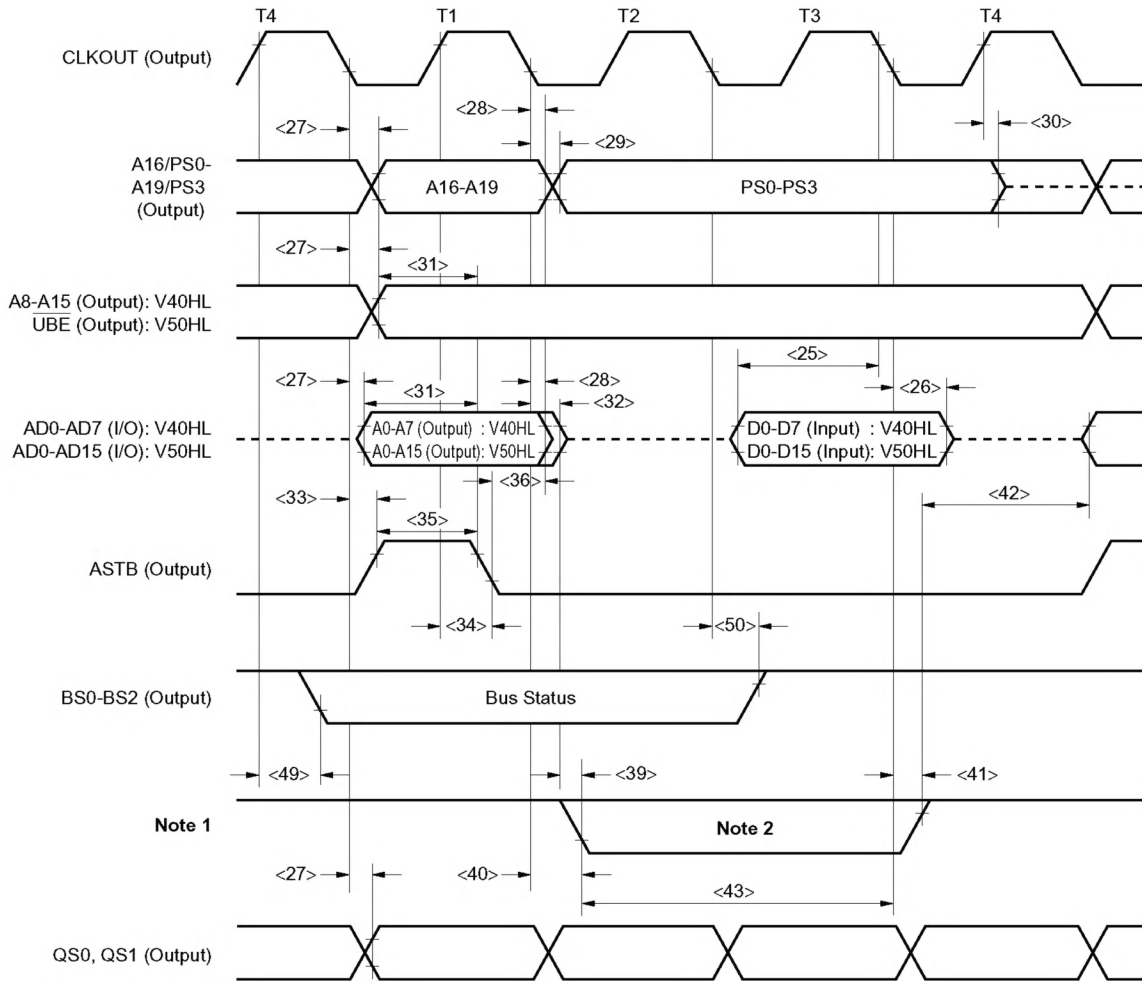 T4 T1 T2 T3 T4
CLKOUT (Output)
<28>
<27> <30>
<29>
A16/PS0-
A19/PS3
(Output)
A16-A19 PS0-PS3
<27>
<31>
A8-A15 (Output): V40HL
UBE (Output): V50HL
<25>
<27> <31> <28> <26>
<32>
AD0-AD7 (I/O): V40HL
AD0-AD15 (I/O): V50HL
A0-A7 (Output) : V40HL
A0-A15 (Output): V50HL
D0-D7 (Input) : V40HL
D0-D15 (Input): V50HL
<36>
<33> <42>
<35>
ASTB (Output)
<34> <50>
BS0-BS2 (Output) Bus Status
<49> <39> <41>
Note 1 Note 2
<27> <40>
<43>
QS0, QS1 (Output)